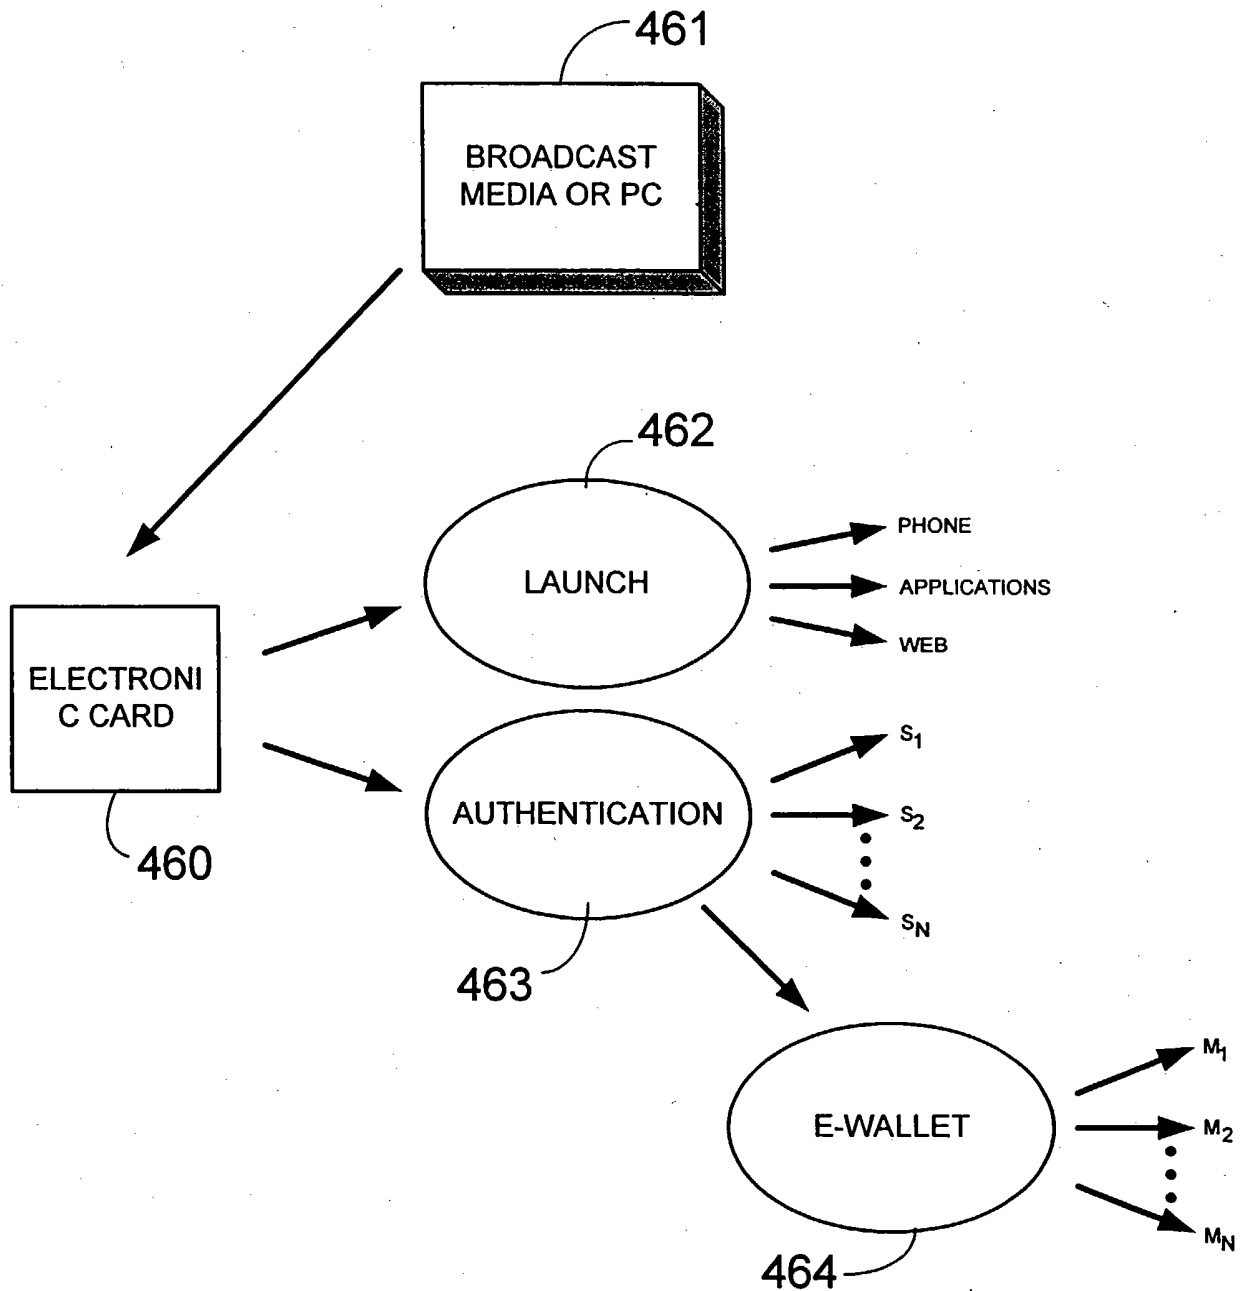 461
BROADCAST
MEDIA OR PC
462
LAUNCH
PHONE
APPLICATIONS
WEB
ELECTRONI
C CARD
460
AUTHENTICATION
463
S1
S2
SN
E-WALLET
464
M1
M2
MN